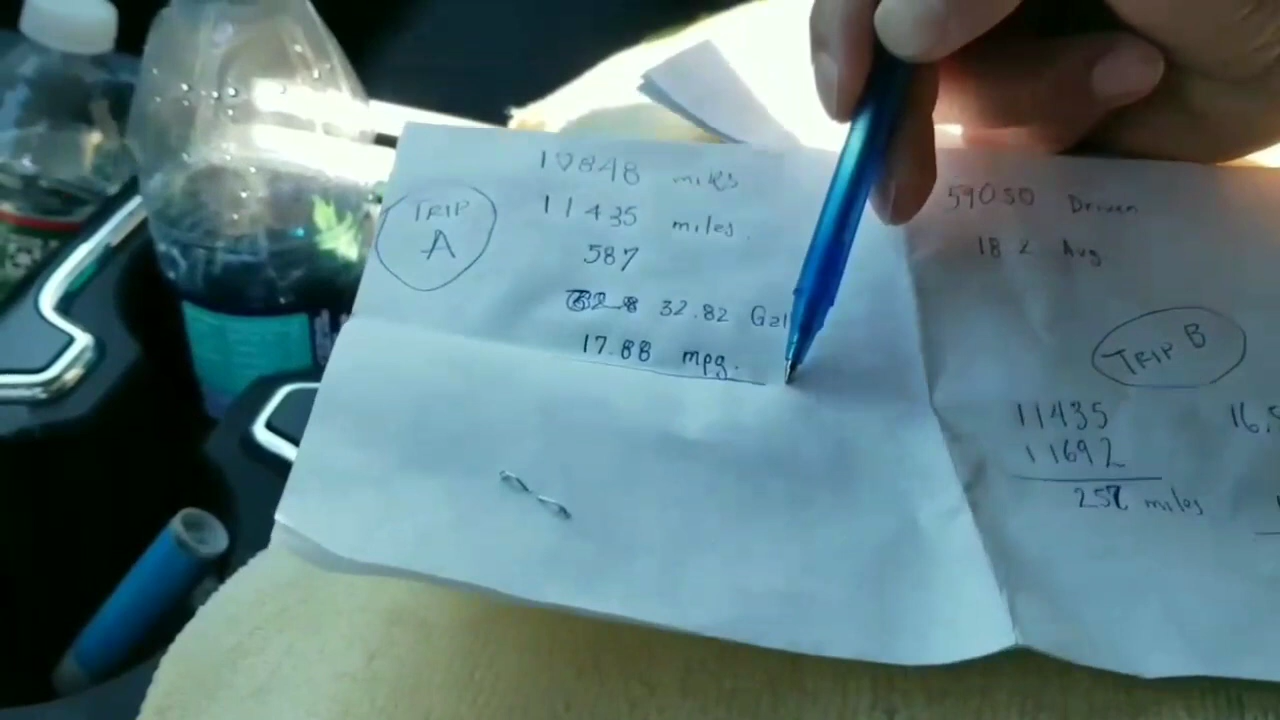 10848 miles
TRIP
A
11435 miles.
587
32.82 Gal
17.88 mpg.
Driven
18.2 Avg
TRIP B
11435
11692
257 miles